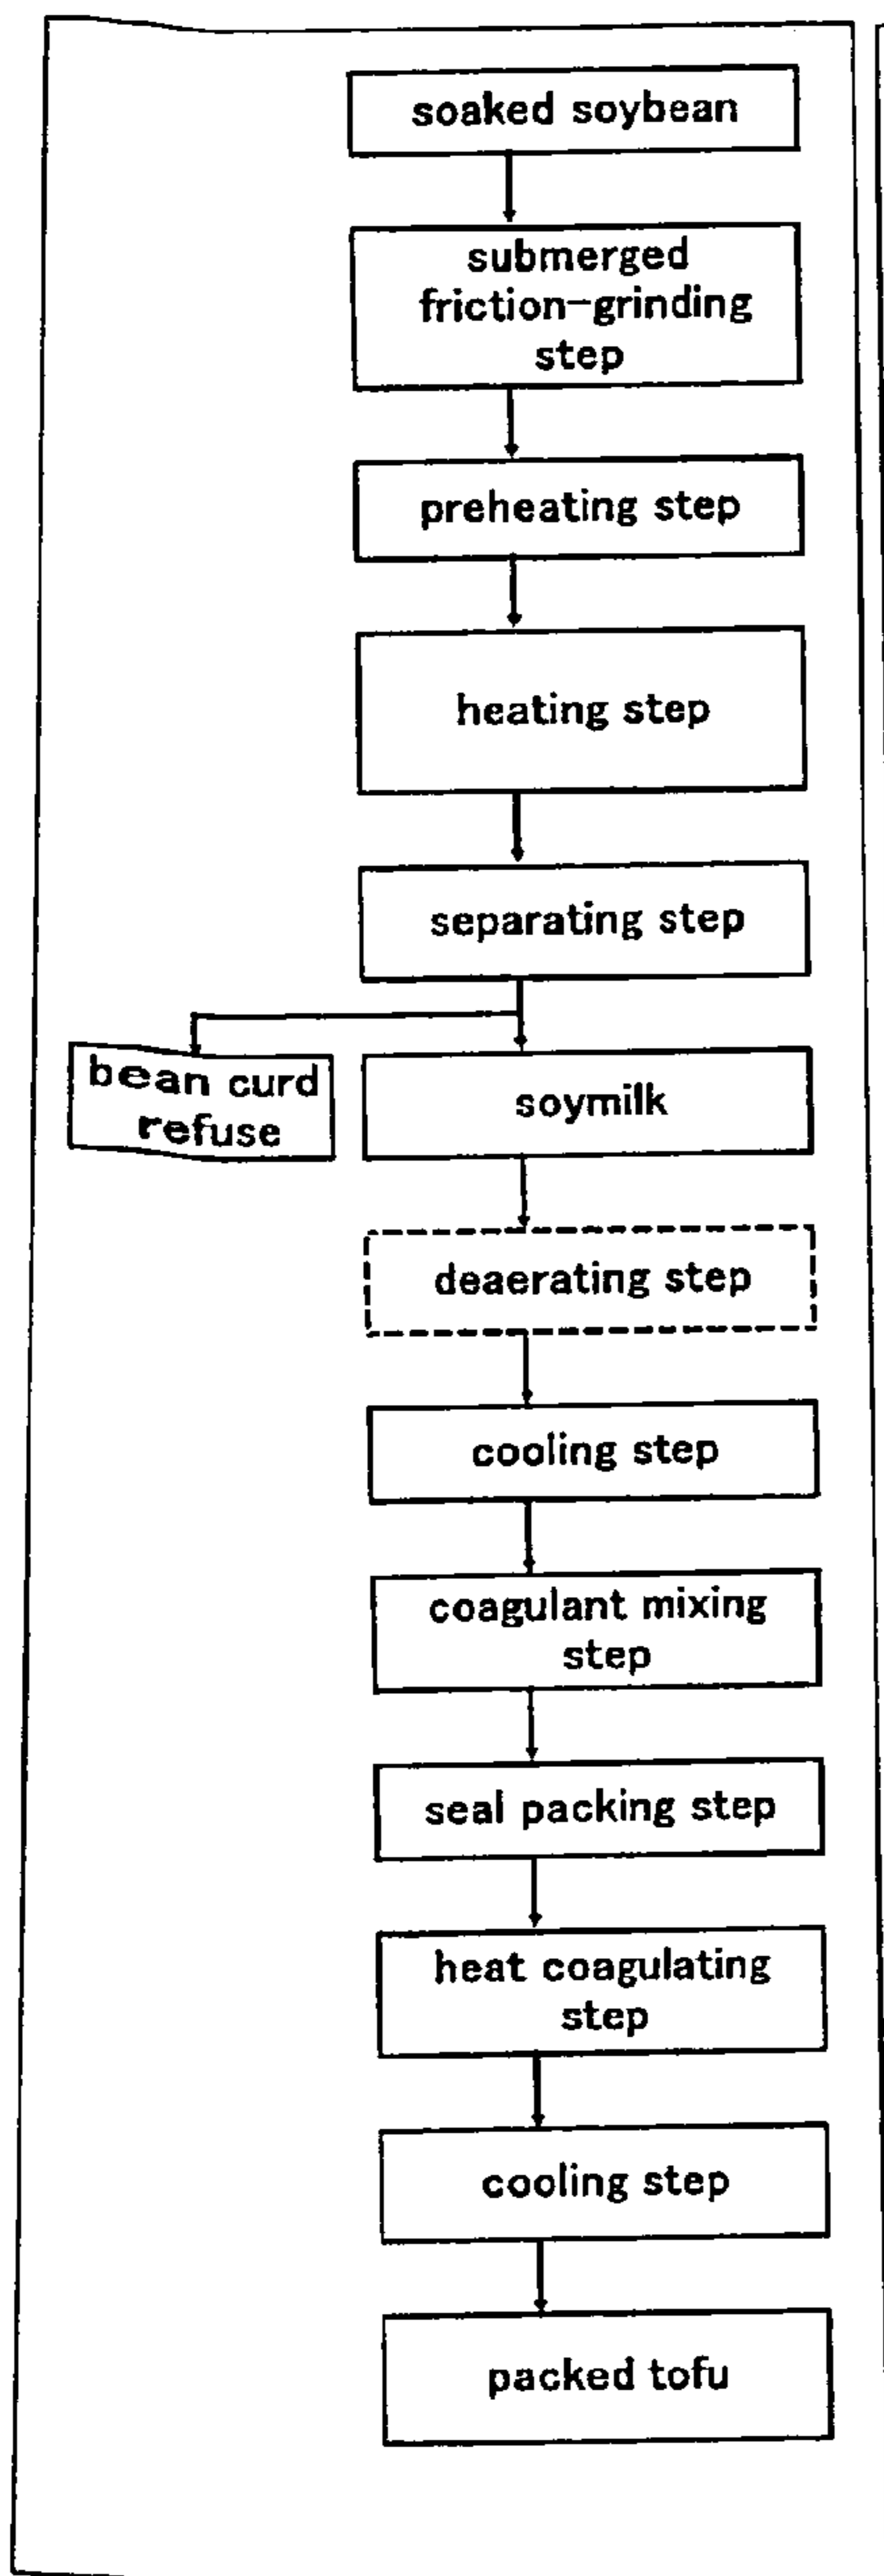 soaked soybean
submerged
friction-grinding
step
preheating step
heating step
separating step
bean curd
refuse
soymilk
deaerating step
cooling step
coagulant mixing
step
seal packing step
heat coagulating
step
cooling step
packed tofu